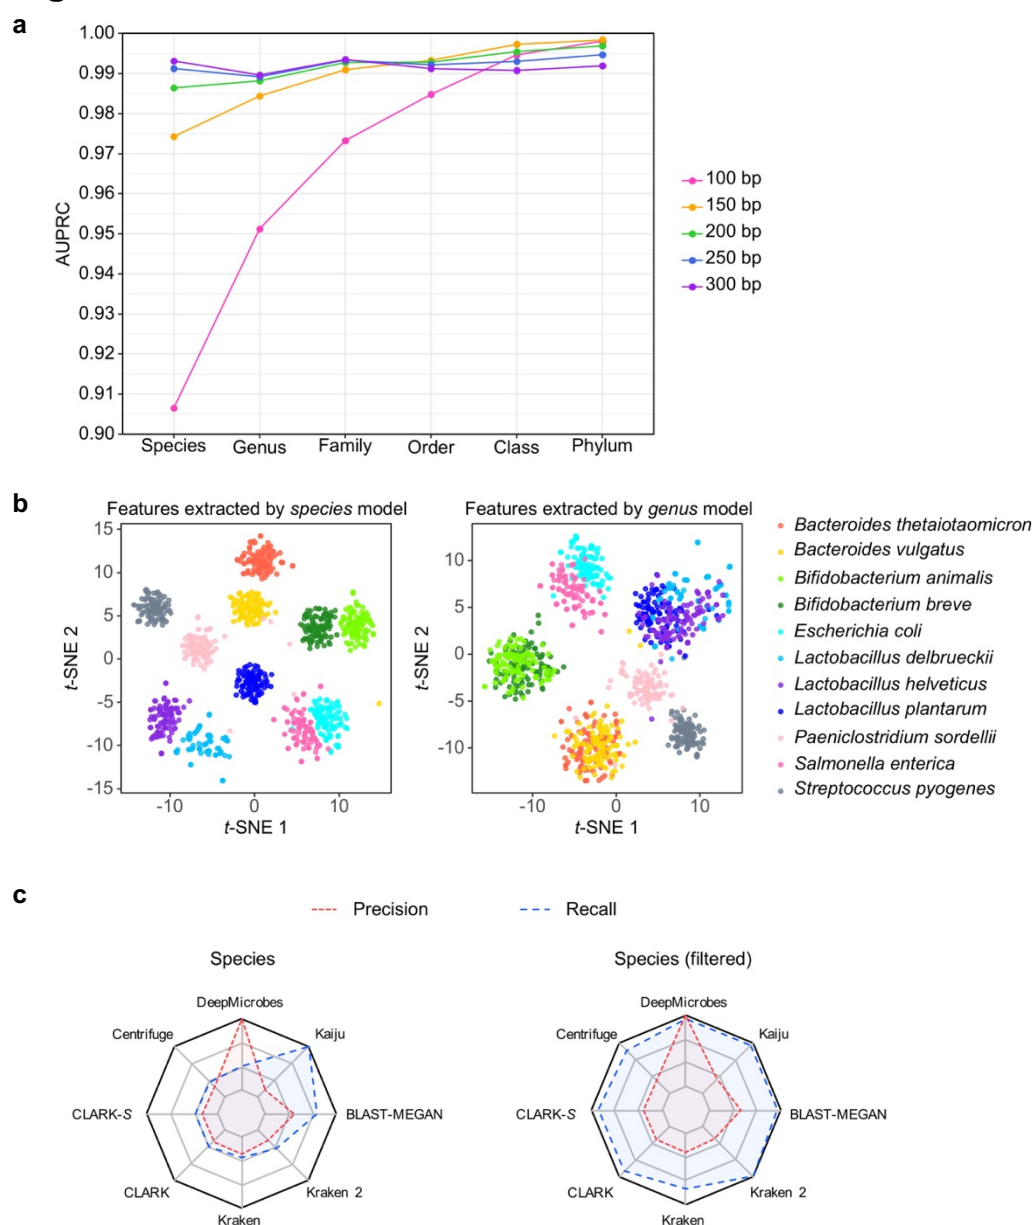 a
1.00
0.99
0.98
0.97
0.96
0.95
0.94
0.93
0.92
0.91
0.90
AUPRC
Species Genus Family Order Class Phylum
100 bp
150 bp
200 bp
250 bp
300 bp
b
Features extracted by species model
15
10
5
0
-5
-10
-15
t-SNE 2
-10 0 10
t-SNE 1
Features extracted by genus model
10
5
0
-5
-10
t-SNE 2
-10 0 10
t-SNE 1
Bacteroides thetaiotaomicron
Bacteroides vulgatus
Bifidobacterium animalis
Bifidobacterium breve
Escherichia coli
Lactobacillus delbrueckii
Lactobacillus helveticus
Lactobacillus plantarum
Paeniclostridium sordellii
Salmonella enterica
Streptococcus pyogenes
c
Precision Recall
Species
DeepMicrobes
Centrifuge Kaiju
CLARK-S BLAST-MEGAN
CLARK Kraken 2
Kraken
Species (filtered)
DeepMicrobes
Centrifuge Kaiju
CLARK-S BLAST-MEGAN
CLARK Kraken 2
Kraken